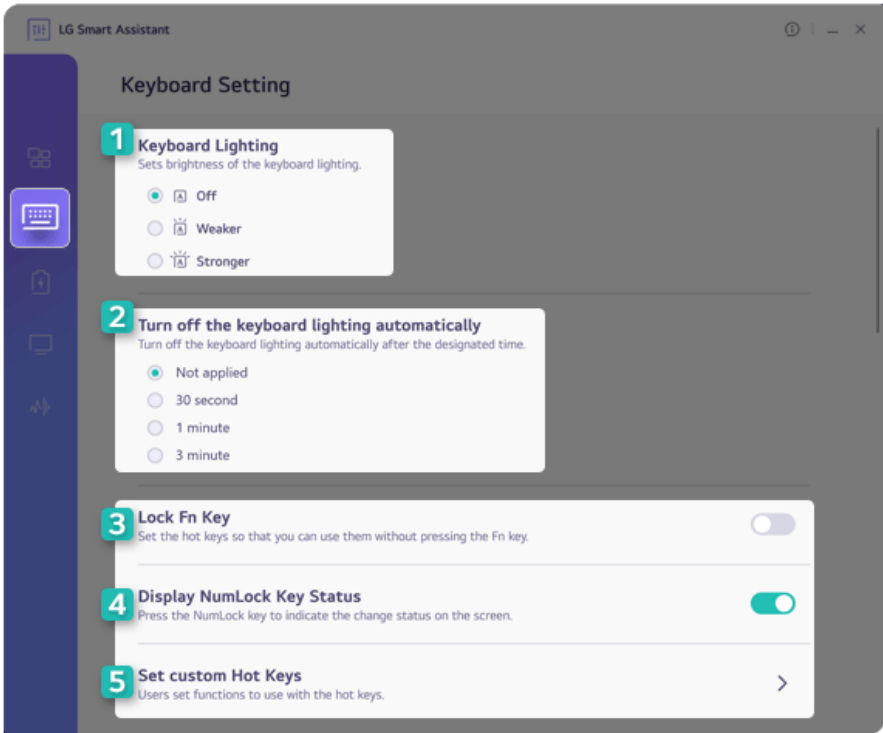 LG Smart Assistant
Keyboard Setting
1
Keyboard Lighting
Sets brightness of the keyboard lighting.
Off
Weaker
Stronger
2
Turn off the keyboard lighting automatically
Turn off the keyboard lighting automatically after the designated time.
Not applied
30 second
1 minute
3 minute
3
Lock Fn Key
Set the hot keys so that you can use them without pressing the Fn key.
4
Display NumLock Key Status
Press the NumLock key to indicate the change status on the screen.
5
Set custom Hot Keys
Users set functions to use with the hot keys.